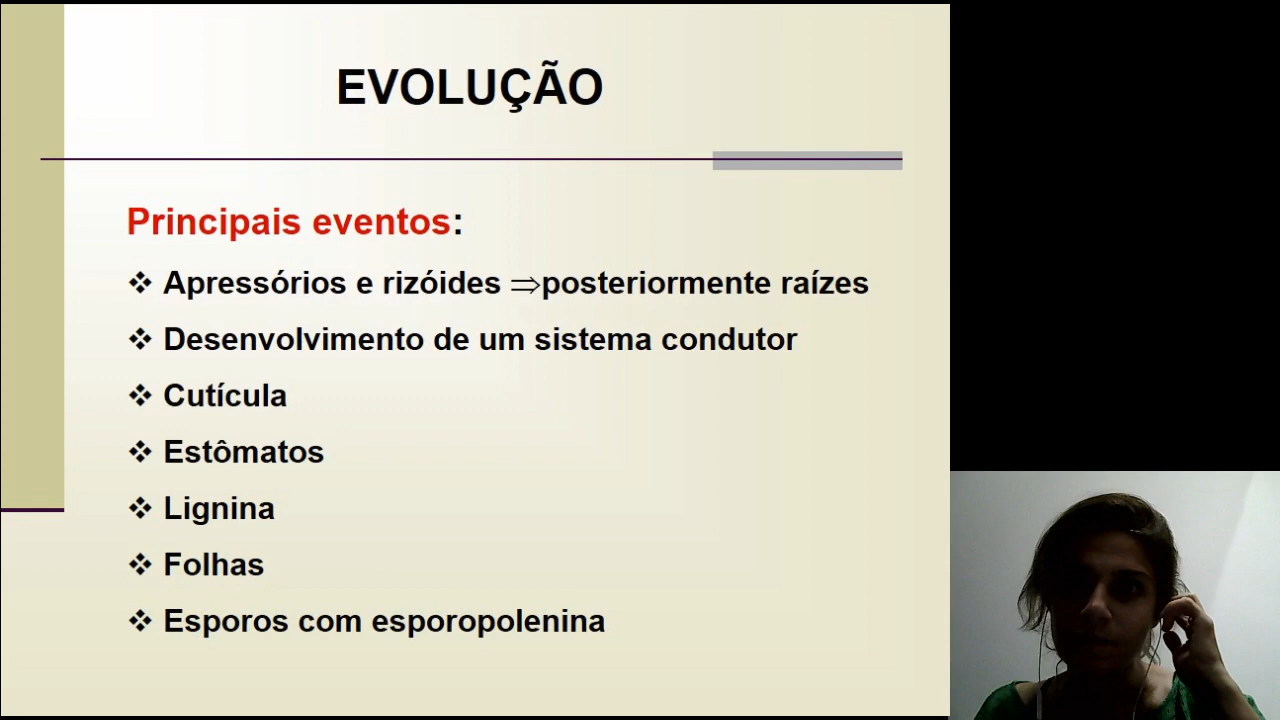 EVOLUÇÃO
Principais eventos:
❖ Apressórios e rizóides ⇒posteriormente raízes
❖ Desenvolvimento de um sistema condutor
❖ Cutícula
❖ Estômatos
❖ Lignina
❖ Folhas
❖ Esporos com esporopolenina